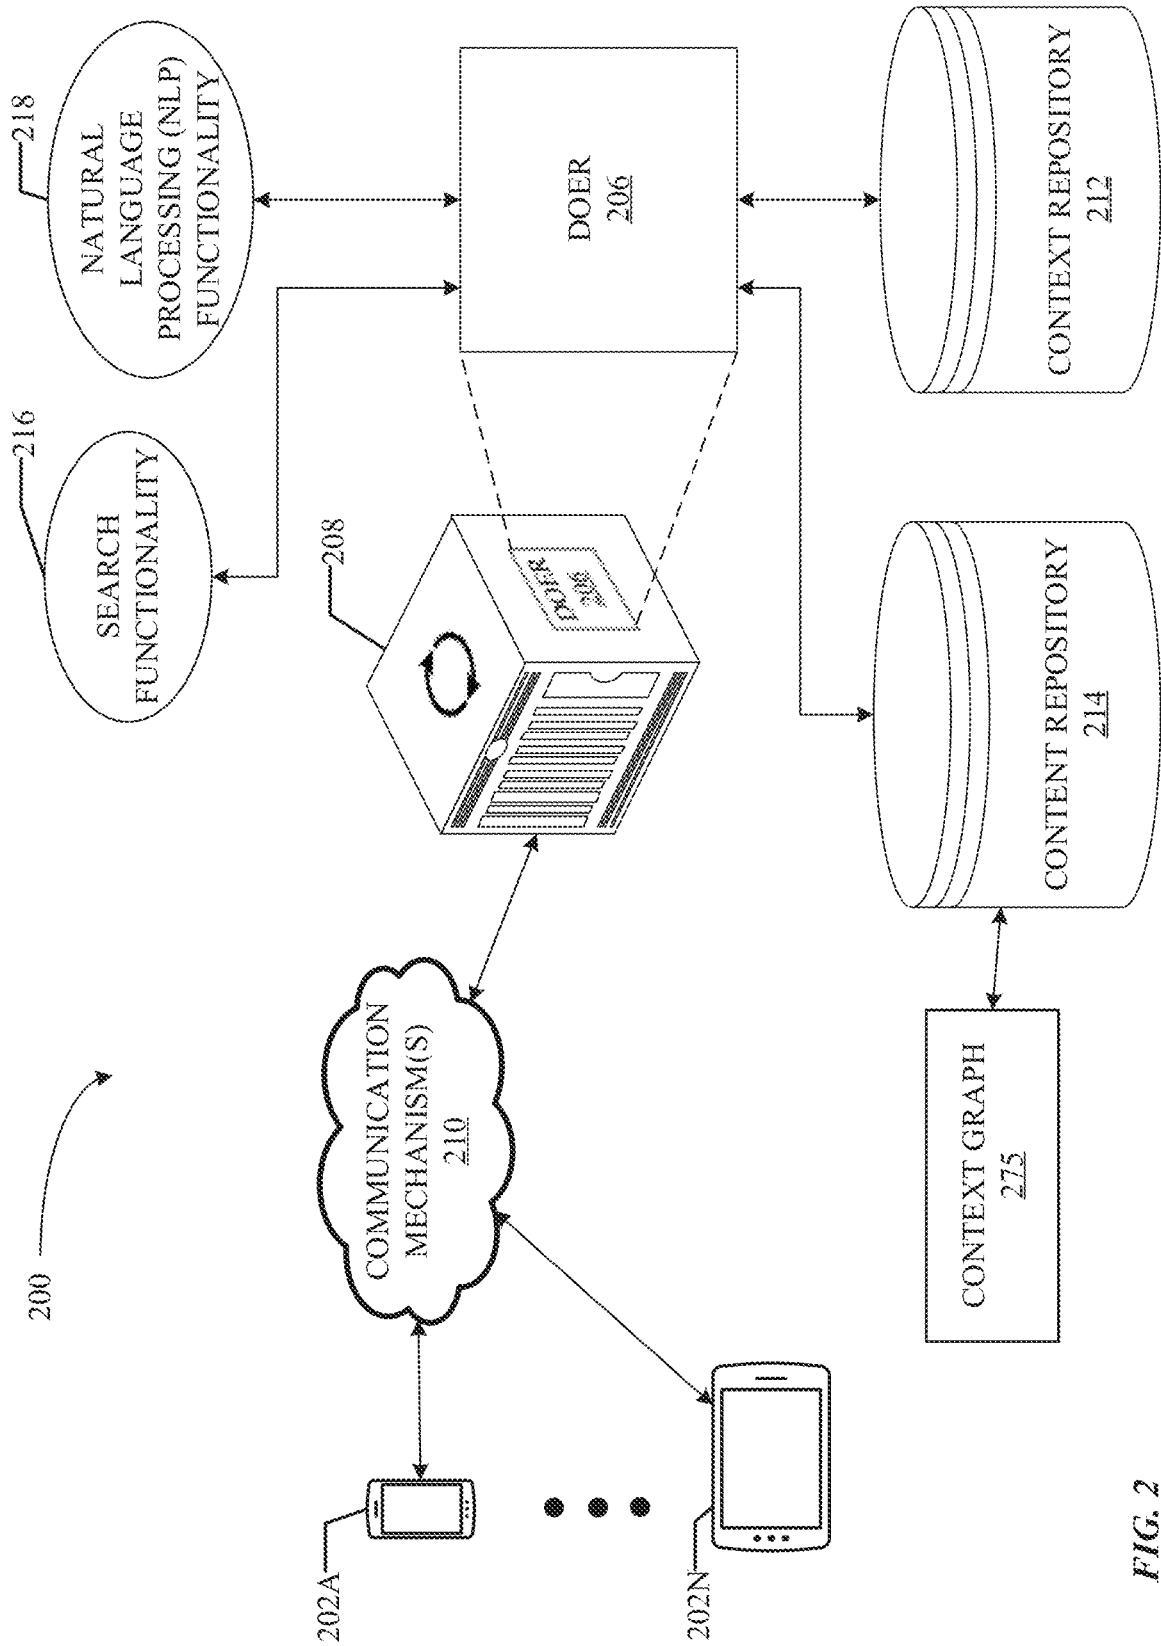 200
218
NATURAL
LANGUAGE
PROCESSING (NLP)
FUNCTIONALITY
216
SEARCH
FUNCTIONALITY
208
DOER
206
DOER
206
COMMUNICATION
MECHANISM(S)
210
202A
202N
CONTEXT REPOSITORY
212
CONTENT REPOSITORY
214
CONTEXT GRAPH
275
FIG. 2